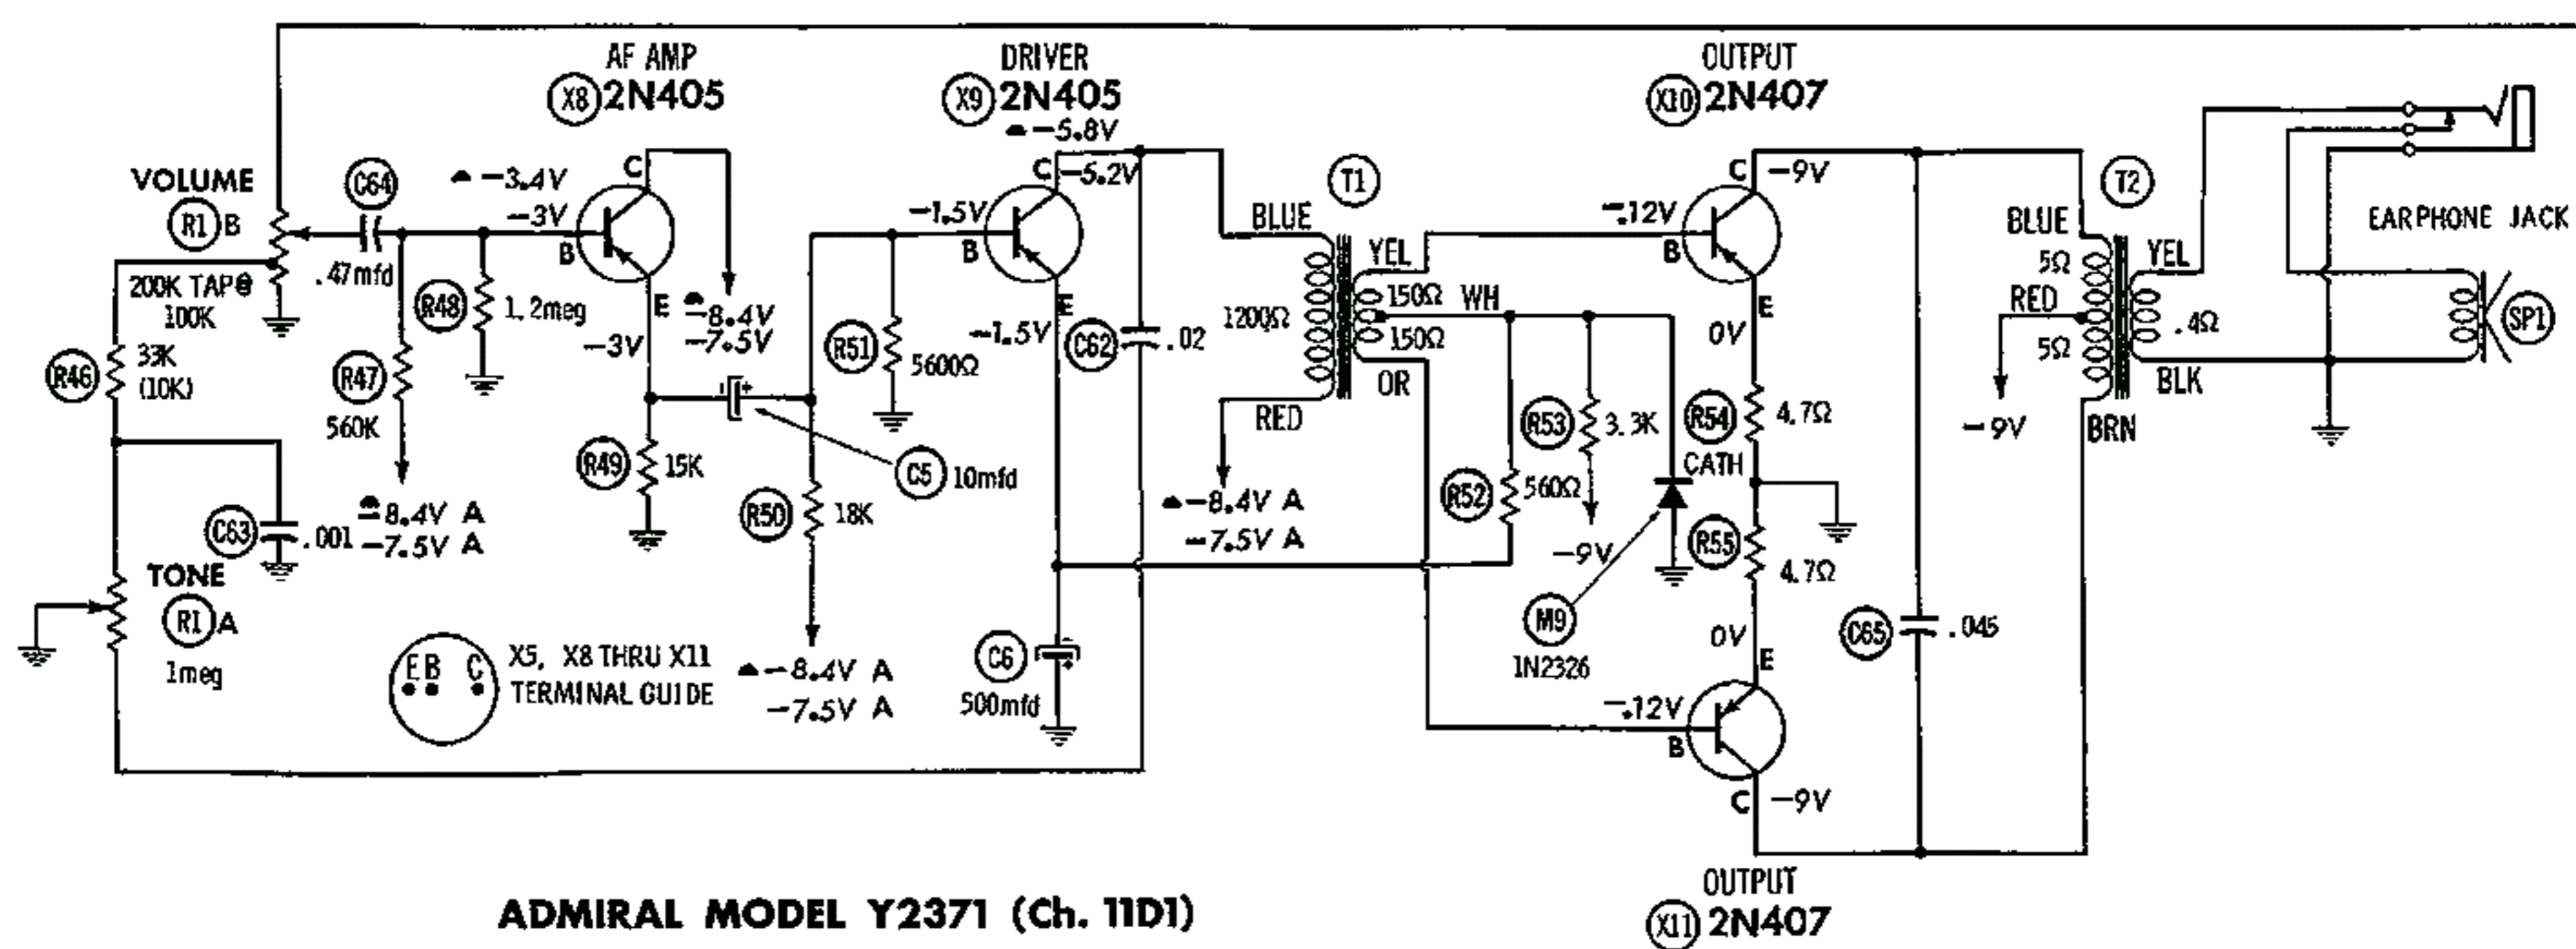 AF AMP
X8 2N405
DRIVER
X9 2N405
OUTPUT
X10 2N407
VOLUME
R1 B
200K TAP@
100K
C64
.47mfd
-3.4V
-3V
B
C
E
-3V
-8.4V
-7.5V
R48
1.2meg
R47
560K
-8.4V A
-7.5V A
R46
33K
(10K)
C63
.001
TONE
R1 A
1meg
R49
15K
C5 10mfd
R50
18K
-8.4V A
-7.5V A
R51
5600Ω
-1.5V
B
-5.8V
C
-5.2V
E
-1.5V
C62
.02
C6
500mfd
E B C
X5, X8 THRU X11
TERMINAL GUIDE
T1
BLUE
1200Ω
RED
-8.4V A
-7.5V A
YEL
150Ω
WH
150Ω
OR
R53
3.3K
-9V
R52
560Ω
M9
1N2326
CATH
-.12V
B
C
-9V
E
0V
R54
4.7Ω
R55
4.7Ω
0V
E
-.12V
B
C
-9V
C65
.045
T2
BLUE
5Ω
RED
5Ω
-9V
BRN
YEL
.4Ω
BLK
EARPHONE JACK
SP1
OUTPUT
X11 2N407
ADMIRAL MODEL Y2371 (Ch. 11D1)